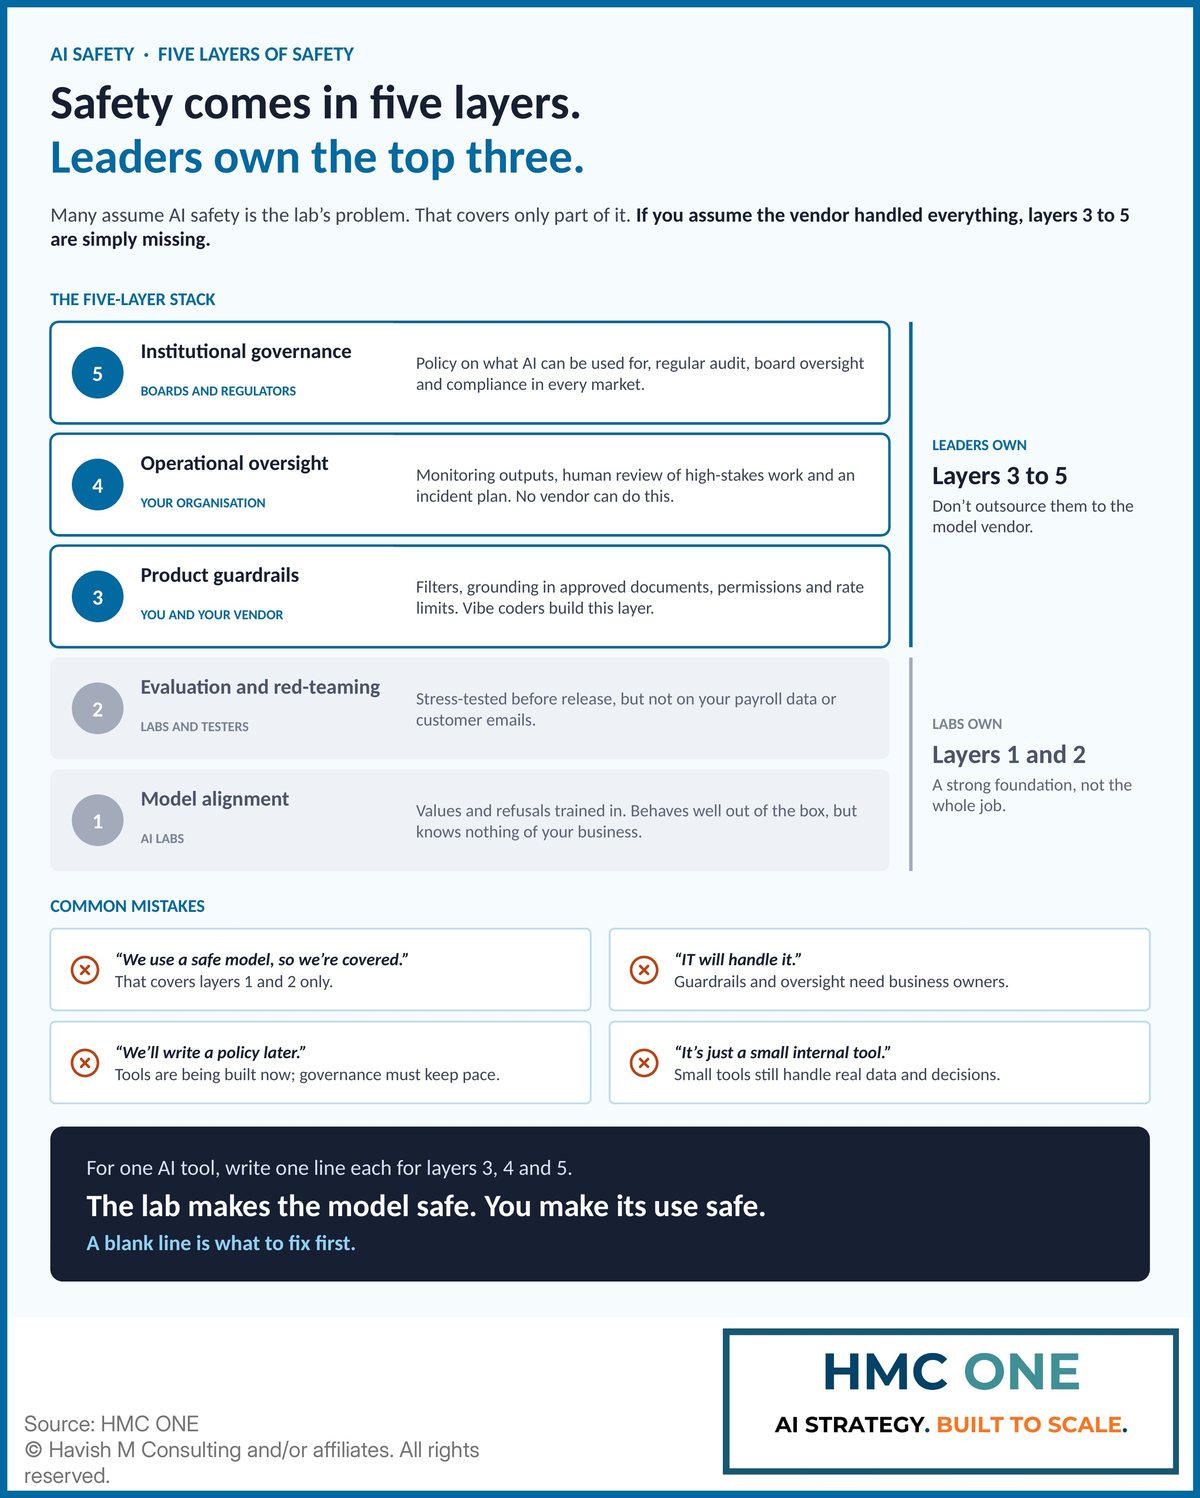 AI SAFETY · FIVE LAYERS OF SAFETY
Safety comes in five layers.
Leaders own the top three.
Many assume AI safety is the lab’s problem. That covers only part of it. If you assume the vendor handled everything, layers 3 to 5
are simply missing.
THE FIVE-LAYER STACK
5
Institutional governance
BOARDS AND REGULATORS
Policy on what AI can be used for, regular audit, board oversight
and compliance in every market.
4
Operational oversight
YOUR ORGANISATION
Monitoring outputs, human review of high-stakes work and an
incident plan. No vendor can do this.
3
Product guardrails
YOU AND YOUR VENDOR
Filters, grounding in approved documents, permissions and rate
limits. Vibe coders build this layer.
LEADERS OWN
Layers 3 to 5
Don’t outsource them to the
model vendor.
2
Evaluation and red-teaming
LABS AND TESTERS
Stress-tested before release, but not on your payroll data or
customer emails.
1
Model alignment
AI LABS
Values and refusals trained in. Behaves well out of the box, but
knows nothing of your business.
LABS OWN
Layers 1 and 2
A strong foundation, not the
whole job.
COMMON MISTAKES
“We use a safe model, so we’re covered.”
That covers layers 1 and 2 only.
“IT will handle it.”
Guardrails and oversight need business owners.
“We’ll write a policy later.”
Tools are being built now; governance must keep pace.
“It’s just a small internal tool.”
Small tools still handle real data and decisions.
For one AI tool, write one line each for layers 3, 4 and 5.
The lab makes the model safe. You make its use safe.
A blank line is what to fix first.
Source: HMC ONE
© Havish M Consulting and/or affiliates. All rights
reserved.
HMC ONE
AI STRATEGY. BUILT TO SCALE.